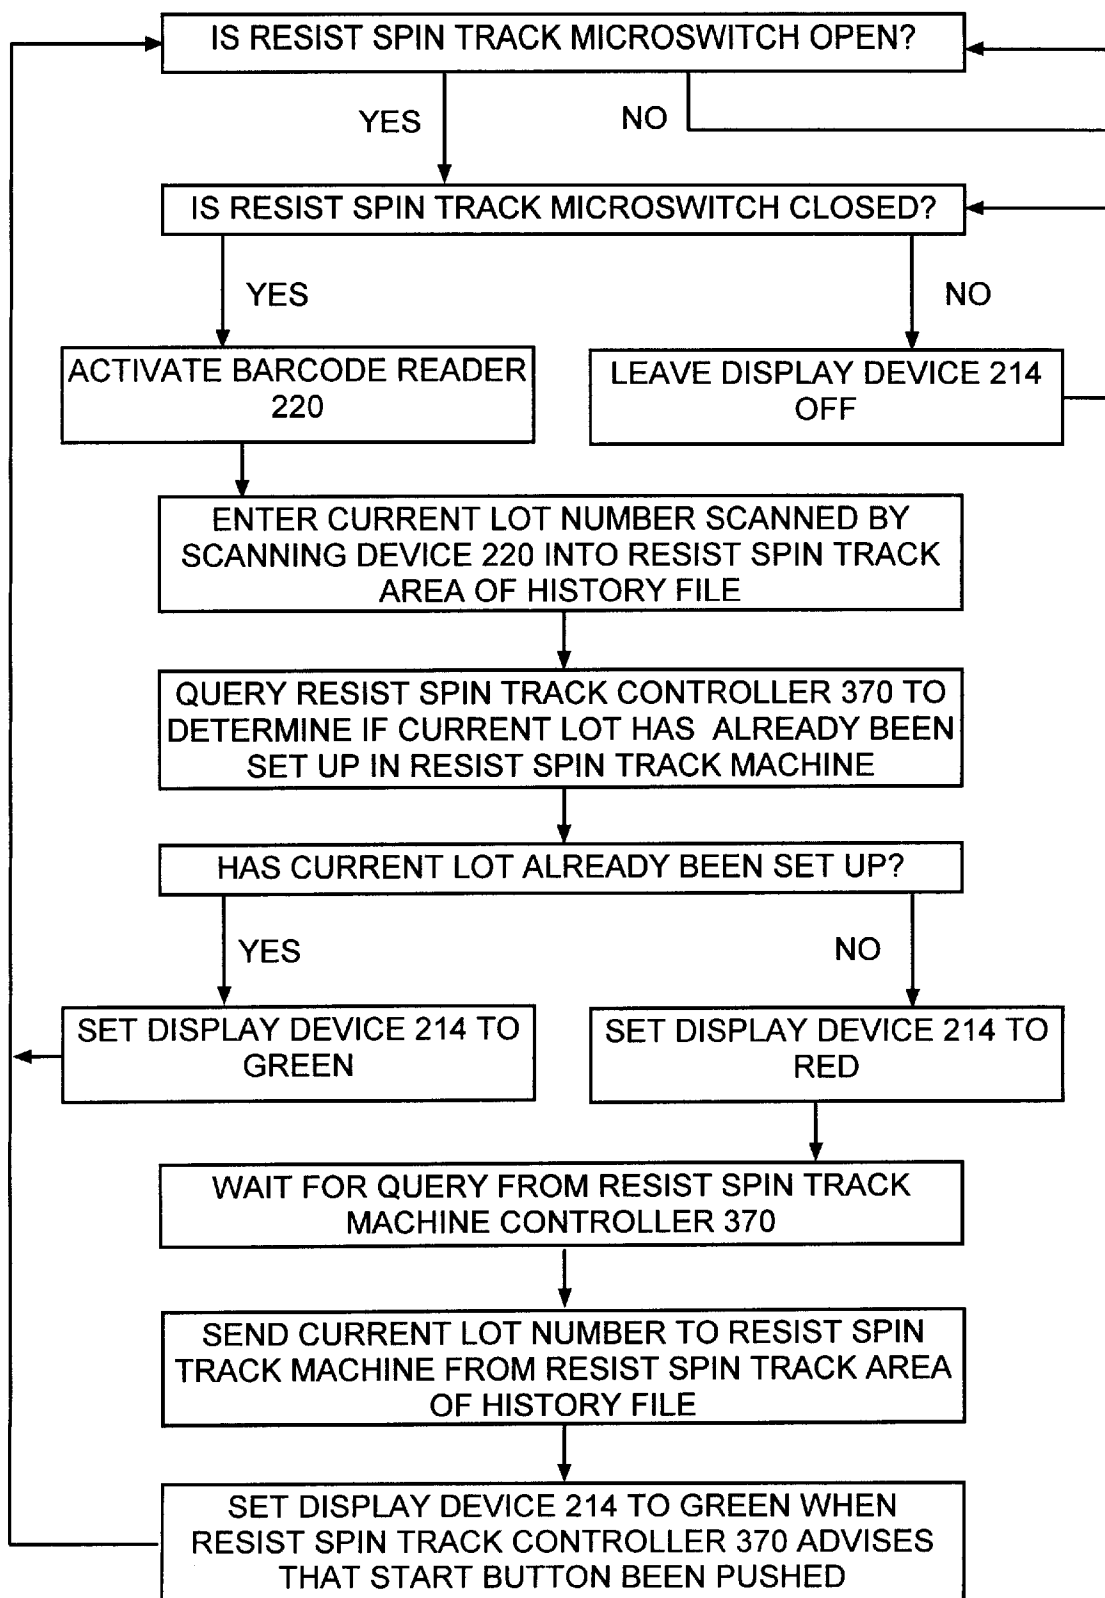 IS RESIST SPIN TRACK MICROSWITCH OPEN?
YES
NO
IS RESIST SPIN TRACK MICROSWITCH CLOSED?
YES
NO
ACTIVATE BARCODE READER
220
LEAVE DISPLAY DEVICE 214
OFF
ENTER CURRENT LOT NUMBER SCANNED BY
SCANNING DEVICE 220 INTO RESIST SPIN TRACK
AREA OF HISTORY FILE
QUERY RESIST SPIN TRACK CONTROLLER 370 TO
DETERMINE IF CURRENT LOT HAS ALREADY BEEN
SET UP IN RESIST SPIN TRACK MACHINE
HAS CURRENT LOT ALREADY BEEN SET UP?
YES
NO
SET DISPLAY DEVICE 214 TO
GREEN
SET DISPLAY DEVICE 214 TO
RED
WAIT FOR QUERY FROM RESIST SPIN TRACK
MACHINE CONTROLLER 370
SEND CURRENT LOT NUMBER TO RESIST SPIN
TRACK MACHINE FROM RESIST SPIN TRACK AREA
OF HISTORY FILE
SET DISPLAY DEVICE 214 TO GREEN WHEN
RESIST SPIN TRACK CONTROLLER 370 ADVISES
THAT START BUTTON BEEN PUSHED